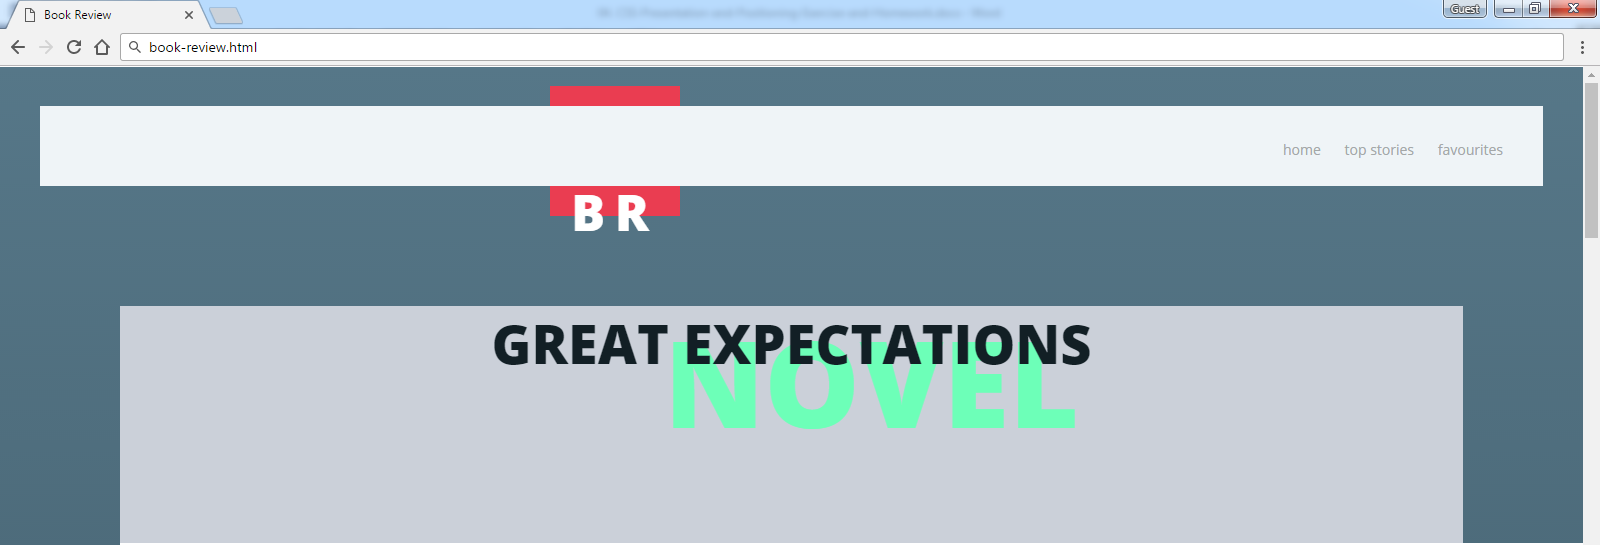 Book Review
Guest
book-review.html
home top stories favourites
B R
GREAT EXPECTATIONS
NOVEL